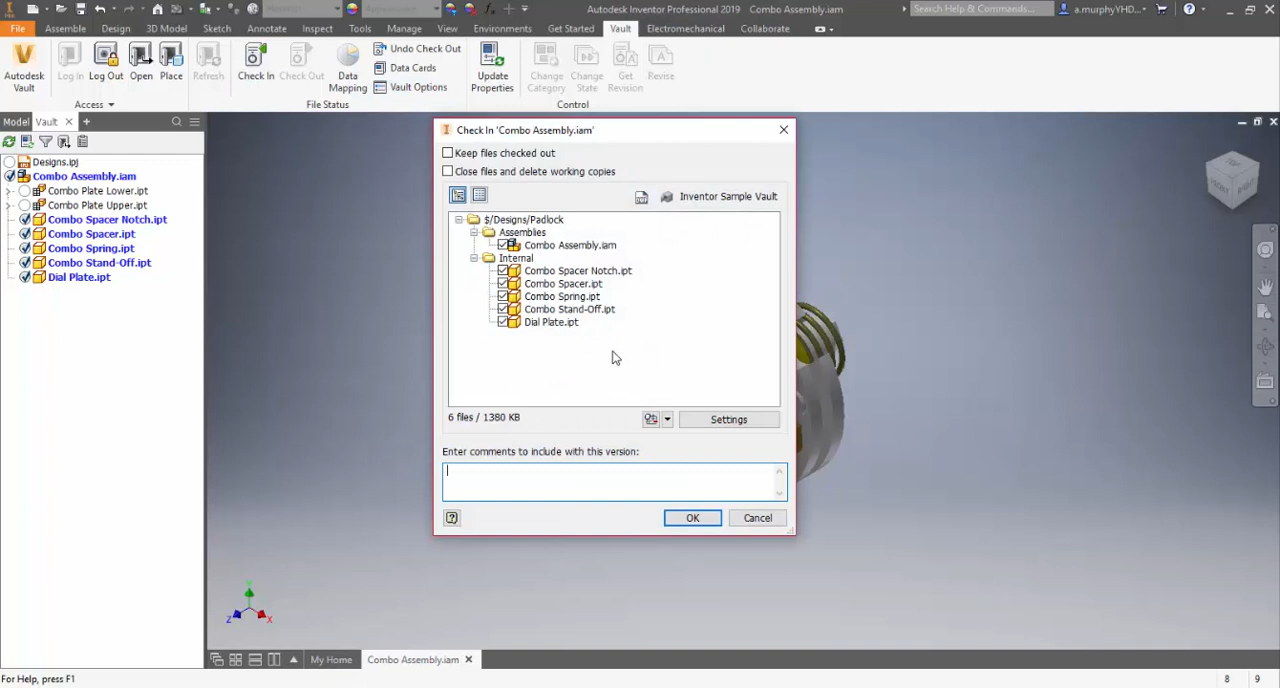 Autodesk Inventor Professional 2019 Combo Assembly.iam
Search Help & Commands...
a.murphyYHD...
File Assemble Design 3D Model Sketch Annotate Inspect Tools Manage View Environments Get Started Vault Electromechanical Collaborate
Autodesk Vault
Log In
Log Out
Open
Place
Refresh
Check In
Check Out
Data Mapping
Undo Check Out
Data Cards
Vault Options
Update Properties
Change Category
Change State
Get Revision
Revise
Access
File Status
Control
Model Vault
Designs.ipj
Combo Assembly.iam
Combo Plate Lower.ipt
Combo Plate Upper.ipt
Combo Spacer Notch.ipt
Combo Spacer.ipt
Combo Spring.ipt
Combo Stand-Off.ipt
Dial Plate.ipt
Check In 'Combo Assembly.iam'
Keep files checked out
Close files and delete working copies
Inventor Sample Vault
$/Designs/Padlock
Assemblies
Combo Assembly.iam
Internal
Combo Spacer Notch.ipt
Combo Spacer.ipt
Combo Spring.ipt
Combo Stand-Off.ipt
Dial Plate.ipt
6 files / 1380 KB
Settings
Enter comments to include with this version:
OK
Cancel
TOP
FRONT
RIGHT
Y
Z
X
My Home
Combo Assembly.iam
For Help, press F1
8 9